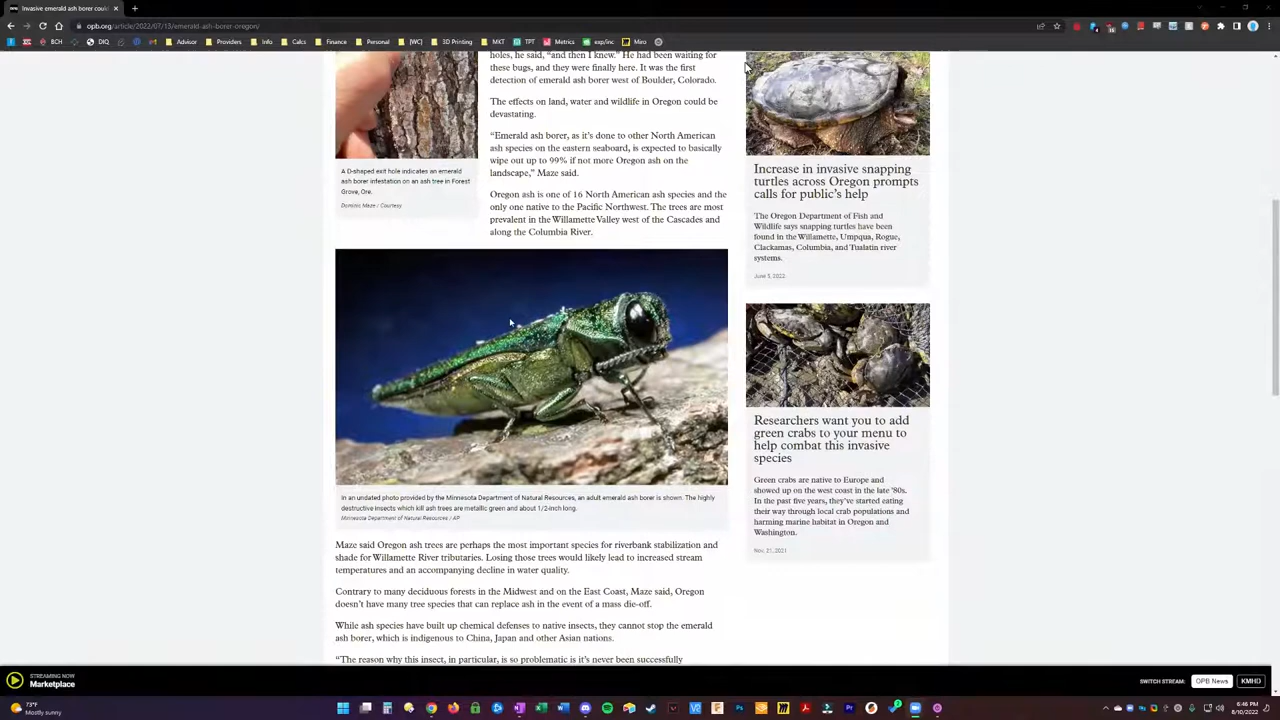 Invasive emerald ash borer could
opb.org/article/2022/07/13/emerald-ash-borer-oregon/
BCH
DIQ
Advisor
Providers
Info
Calcs
Finance
Personal
[WC]
3D Printing
MKT
TPT
Metrics
exp/inc
Miro
holes, he said, “and then I knew.” He had been waiting for
these bugs, and they were finally here. It was the first
detection of emerald ash borer west of Boulder, Colorado.
The effects on land, water and wildlife in Oregon could be
devastating.
“Emerald ash borer, as it’s done to other North American
ash species on the eastern seaboard, is expected to basically
wipe out up to 99% if not more Oregon ash on the
landscape,” Maze said.
Oregon ash is one of 16 North American ash species and the
only one native to the Pacific Northwest. The trees are most
prevalent in the Willamette Valley west of the Cascades and
along the Columbia River.
A D-shaped exit hole indicates an emerald
ash borer infestation on an ash tree in Forest
Grove, Ore.
Dominic Maze / Courtesy
In an undated photo provided by the Minnesota Department of Natural Resources, an adult emerald ash borer is shown. The highly
destructive insects which kill ash trees are metallic green and about 1/2-inch long.
Minnesota Department of Natural Resources / AP
Maze said Oregon ash trees are perhaps the most important species for riverbank stabilization and
shade for Willamette River tributaries. Losing those trees would likely lead to increased stream
temperatures and an accompanying decline in water quality.
Contrary to many deciduous forests in the Midwest and on the East Coast, Maze said, Oregon
doesn’t have many tree species that can replace ash in the event of a mass die-off.
While ash species have built up chemical defenses to native insects, they cannot stop the emerald
ash borer, which is indigenous to China, Japan and other Asian nations.
“The reason why this insect, in particular, is so problematic is it’s never been successfully
Increase in invasive snapping
turtles across Oregon prompts
calls for public’s help
The Oregon Department of Fish and
Wildlife says snapping turtles have been
found in the Willamette, Umpqua, Rogue,
Clackamas, Columbia, and Tualatin river
systems.
June 5, 2022
Researchers want you to add
green crabs to your menu to
help combat this invasive
species
Green crabs are native to Europe and
showed up on the west coast in the late ’80s.
In the past five years, they’ve started eating
their way through local crab populations and
harming marine habitat in Oregon and
Washington.
Nov. 21, 2021
STREAMING NOW
Marketplace
SWITCH STREAM:
OPB News
KMHD
73°F
Mostly sunny
6:46 PM
8/10/2022